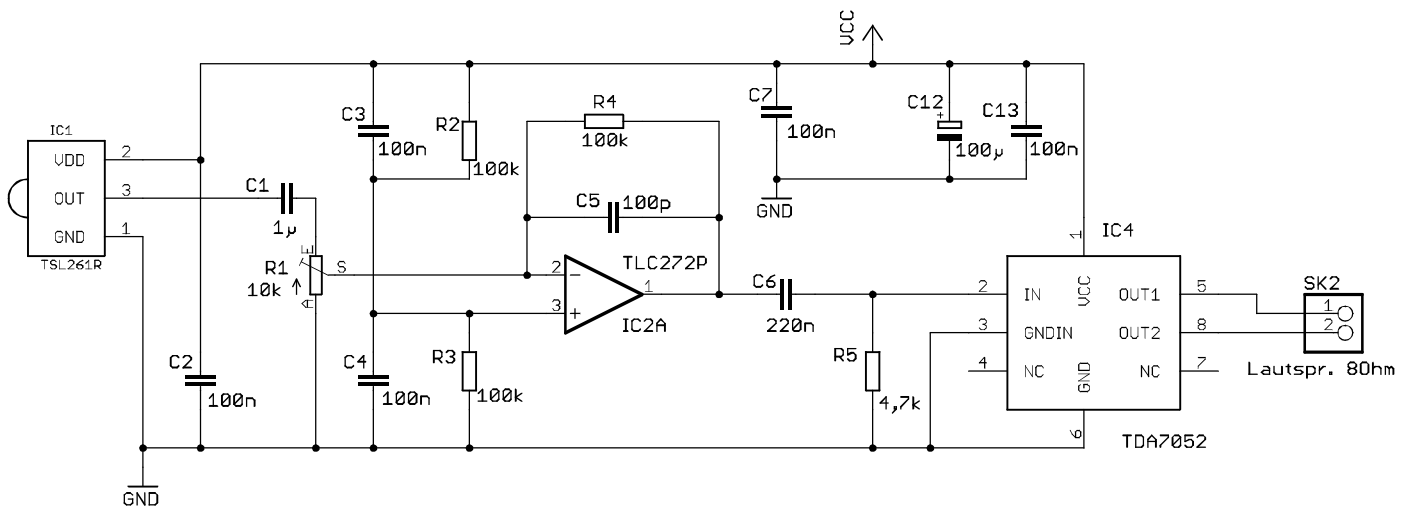 VCC
IC1
VDD 2
OUT 3
GND 1
TSL261R
C1
1µ
R1
10k
E
S
A
C2
100n
C3
100n
R2
100k
C4
100n
R3
100k
R4
100k
C5 100p
TLC272P
2
3
1
-
+
IC2A
C6
220n
R5
4,7k
C7
100n
GND
C12
+
100µ
C13
100n
IC4
1
VCC
2 IN OUT1 5
3 GNDIN OUT2 8
4 NC NC 7
GND
6
TDA7052
SK2
1
2
Lautspr. 8Ohm
GND